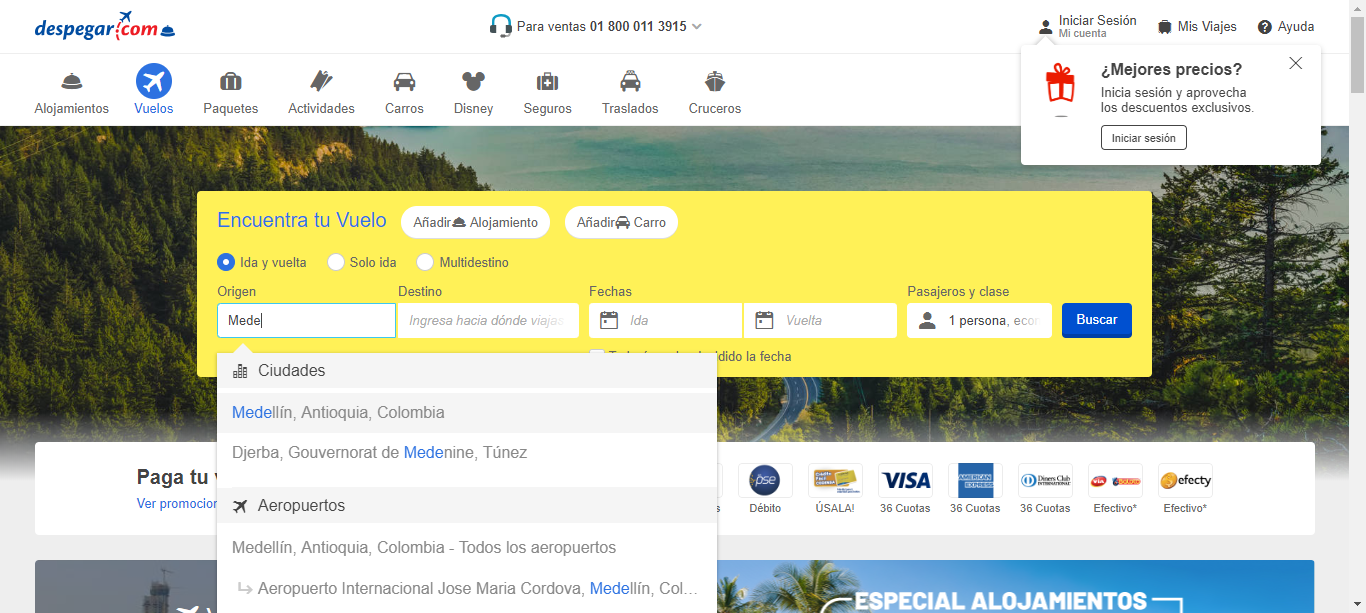 despegar.com
Para ventas 01 800 011 3915
Iniciar Sesión
Mi cuenta
Mis Viajes
Ayuda
¿Mejores precios?
Inicia sesión y aprovecha
los descuentos exclusivos.
Iniciar sesión
Alojamientos
Vuelos
Paquetes
Actividades
Carros
Disney
Seguros
Traslados
Cruceros
Encuentra tu Vuelo
Añadir Alojamiento
Añadir Carro
Ida y vuelta
Solo ida
Multidestino
Origen
Destino
Fechas
Pasajeros y clase
Mede
Ingresa hacia dónde viajas
Ida
Vuelta
1 persona, econ
Buscar
la fecha
Ciudades
Medellín, Antioquia, Colombia
Djerba, Gouvernorat de Medenine, Túnez
Aeropuertos
Medellín, Antioquia, Colombia - Todos los aeropuertos
Aeropuerto Internacional Jose Maria Cordova, Medellín, Col...
Paga tu
Ver promocion
pse
Débito
ÚSALA!
VISA
36 Cuotas
AMERICAN EXPRESS
36 Cuotas
Diners Club
INTERNATIONAL
36 Cuotas
Efectivo*
efecty
Efectivo*
ESPECIAL ALOJAMIENTOS